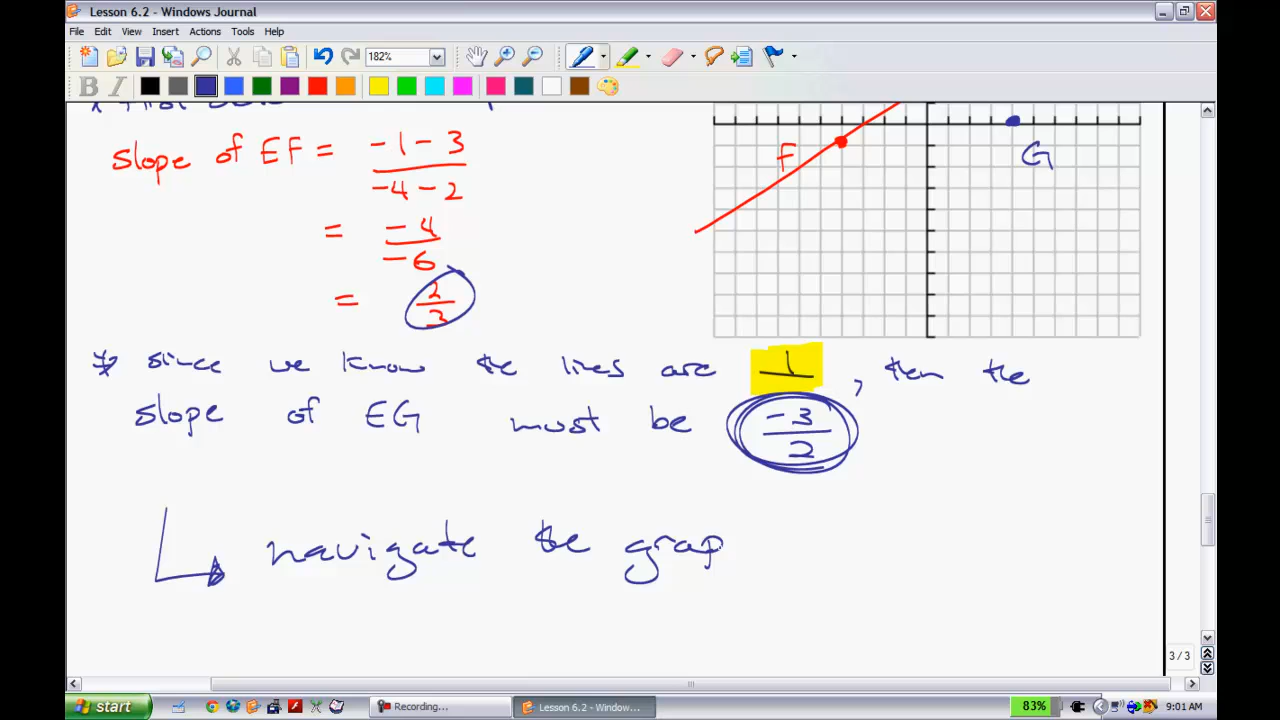 Lesson 6.2 - Windows Journal
File Edit View Insert Actions Tools Help
182%
B I
slope of EF = -1 - 3 / -4 - 2
= -4 / -6
= 2/3
F
G
* since we know the lines are ⊥, then the
slope of EG must be -3/2
navigate the grap
3 / 3
start Recording... Lesson 6.2 - Window... 83% 9:01 AM